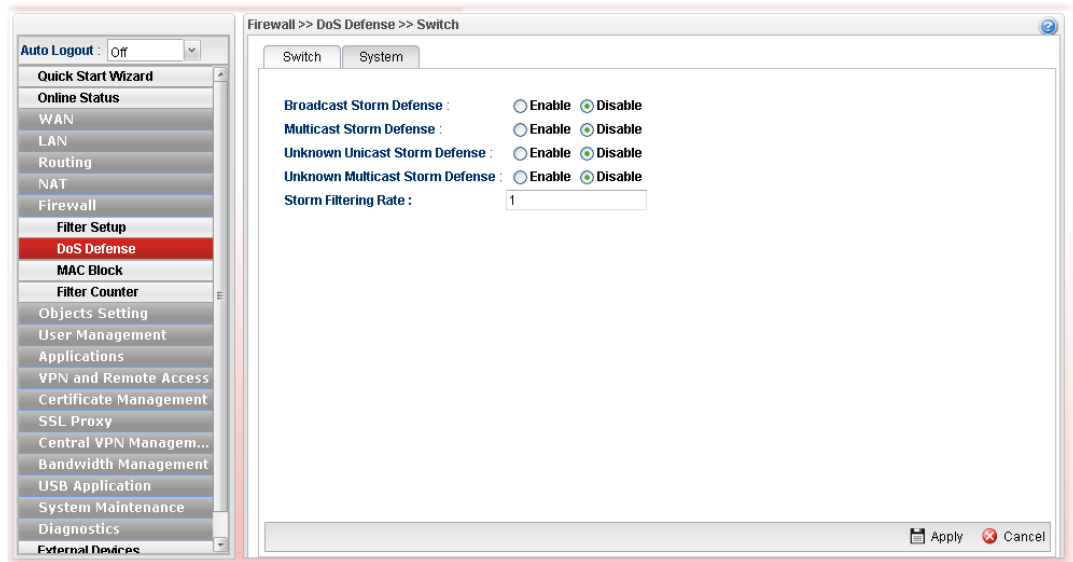 Firewall >> DoS Defense >> Switch
Auto Logout : Off
Quick Start Wizard
Online Status
WAN
LAN
Routing
NAT
Firewall
Filter Setup
DoS Defense
MAC Block
Filter Counter
Objects Setting
User Management
Applications
VPN and Remote Access
Certificate Management
SSL Proxy
Central VPN Managem...
Bandwidth Management
USB Application
System Maintenance
Diagnostics
External Devices
Switch System
Broadcast Storm Defense : Enable Disable
Multicast Storm Defense : Enable Disable
Unknown Unicast Storm Defense : Enable Disable
Unknown Multicast Storm Defense : Enable Disable
Storm Filtering Rate : 1
Apply Cancel